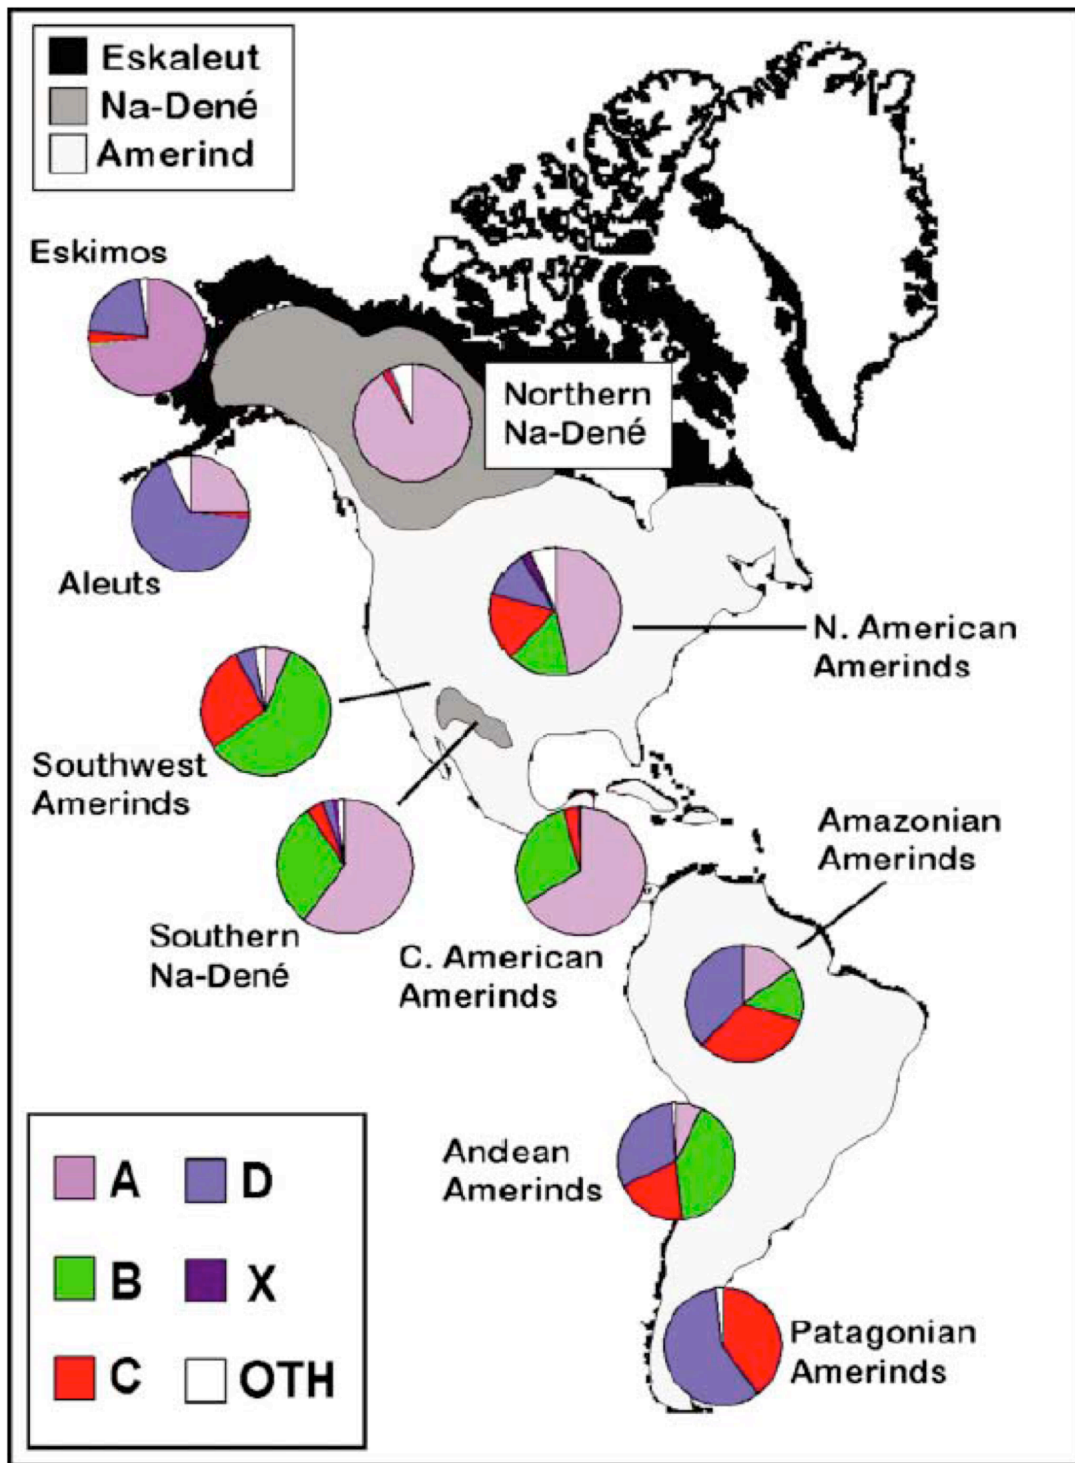 Eskaleut
Na-Dené
Amerind
Eskimos
Northern
Na-Dené
Aleuts
N. American
Amerinds
Southwest
Amerinds
Amazonian
Amerinds
Southern
Na-Dené
C. American
Amerinds
Andean
Amerinds
Patagonian
Amerinds
A
D
B
X
C
OTH